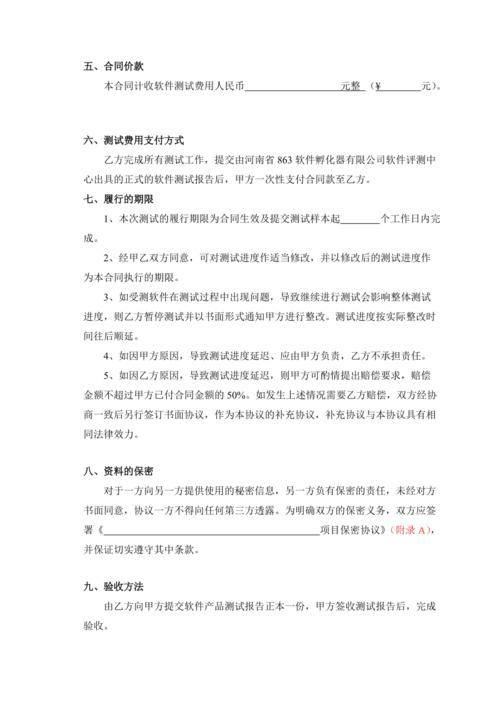 五、合同价款
本合同计收软件测试费用人民币____________________元整 （¥________元）。
六、测试费用支付方式
乙方完成所有测试工作，提交由河南省 863 软件孵化器有限公司软件评测中
心出具的正式的软件测试报告后，甲方一次性支付合同款至乙方。
七、履行的期限
1、本次测试的履行期限为合同生效及提交测试样本起________个工作日内完
成。
2、经甲乙双方同意，可对测试进度作适当修改，并以修改后的测试进度作
为本合同执行的期限。
3、如受测软件在测试过程中出现问题，导致继续进行测试会影响整体测试
进度，则乙方暂停测试并以书面形式通知甲方进行整改。测试进度按实际整改时
间往后顺延。
4、如因甲方原因，导致测试进度延迟、应由甲方负责，乙方不承担责任。
5、如因乙方原因，导致测试进度延迟，则甲方可酌情提出赔偿要求，赔偿
金额不超过甲方已付合同金额的 50%。如发生上述情况需要乙方赔偿，双方经协
商一致后另行签订书面协议，作为本协议的补充协议，补充协议与本协议具有相
同法律效力。
八、资料的保密
对于一方向另一方提供使用的秘密信息，另一方负有保密的责任，未经对方
书面同意，协议一方不得向任何第三方透露。为明确双方的保密义务，双方应签
署《____________________项目保密协议》（附录 A），
并保证切实遵守其中条款。
九、验收方法
由乙方向甲方提交软件产品测试报告正本一份，甲方签收测试报告后，完成
验收。